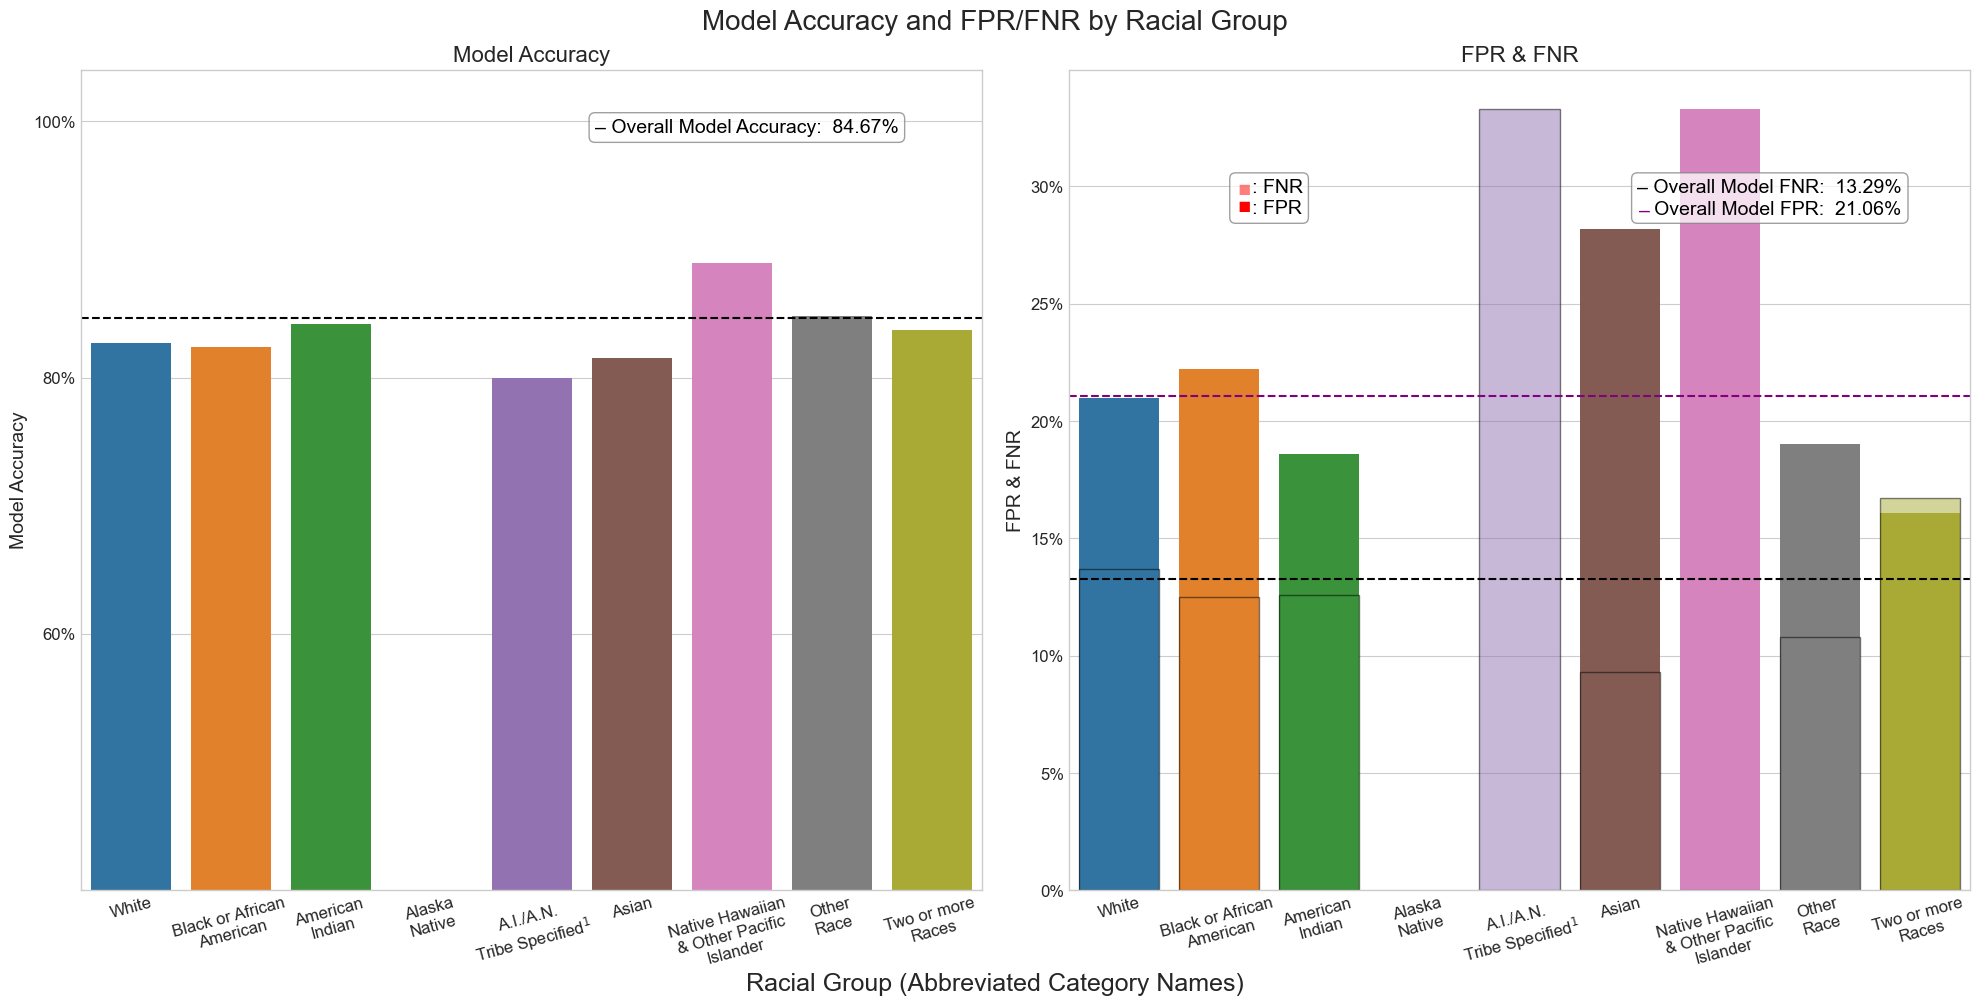 Model Accuracy and FPR/FNR by Racial Group
Model Accuracy
100%
80%
60%
Model Accuracy
– Overall Model Accuracy:  84.67%
White
Black or African
American
American
Indian
Alaska
Native
A.I./A.N.
Tribe Specified¹
Asian
Native Hawaiian
& Other Pacific
Islander
Other
Race
Two or more
Races
FPR & FNR
30%
25%
20%
15%
10%
5%
0%
FPR & FNR
: FNR
: FPR
– Overall Model FNR:  13.29%
– Overall Model FPR:  21.06%
White
Black or African
American
American
Indian
Alaska
Native
A.I./A.N.
Tribe Specified¹
Asian
Native Hawaiian
& Other Pacific
Islander
Other
Race
Two or more
Races
Racial Group (Abbreviated Category Names)